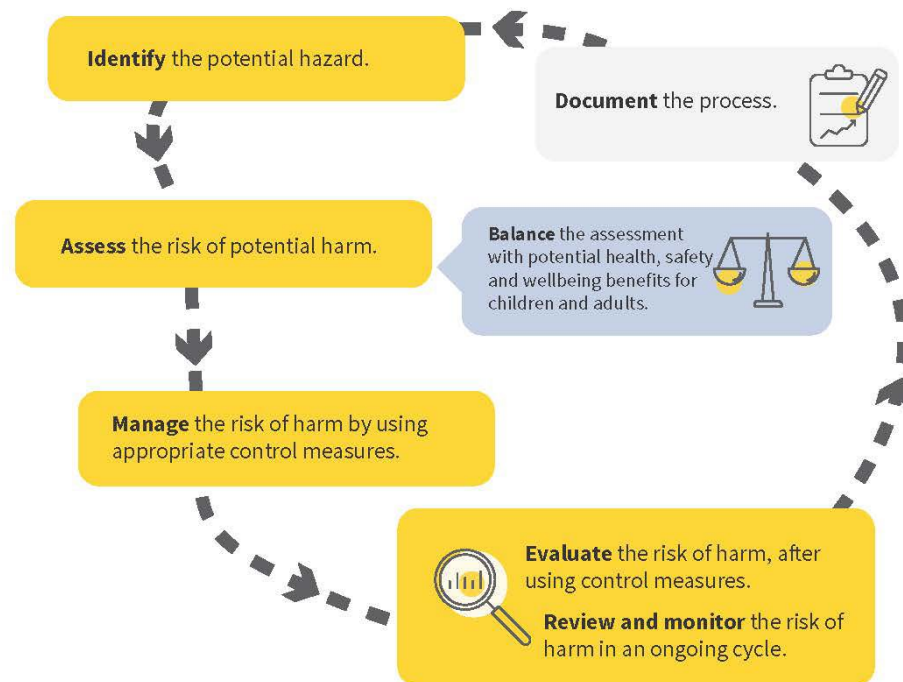 Identify the potential hazard.
Document the process.
Assess the risk of potential harm.
Balance the assessment
with potential health, safety
and wellbeing benefits for
children and adults.
Manage the risk of harm by using
appropriate control measures.
Evaluate the risk of harm, after
using control measures.
Review and monitor the risk of
harm in an ongoing cycle.